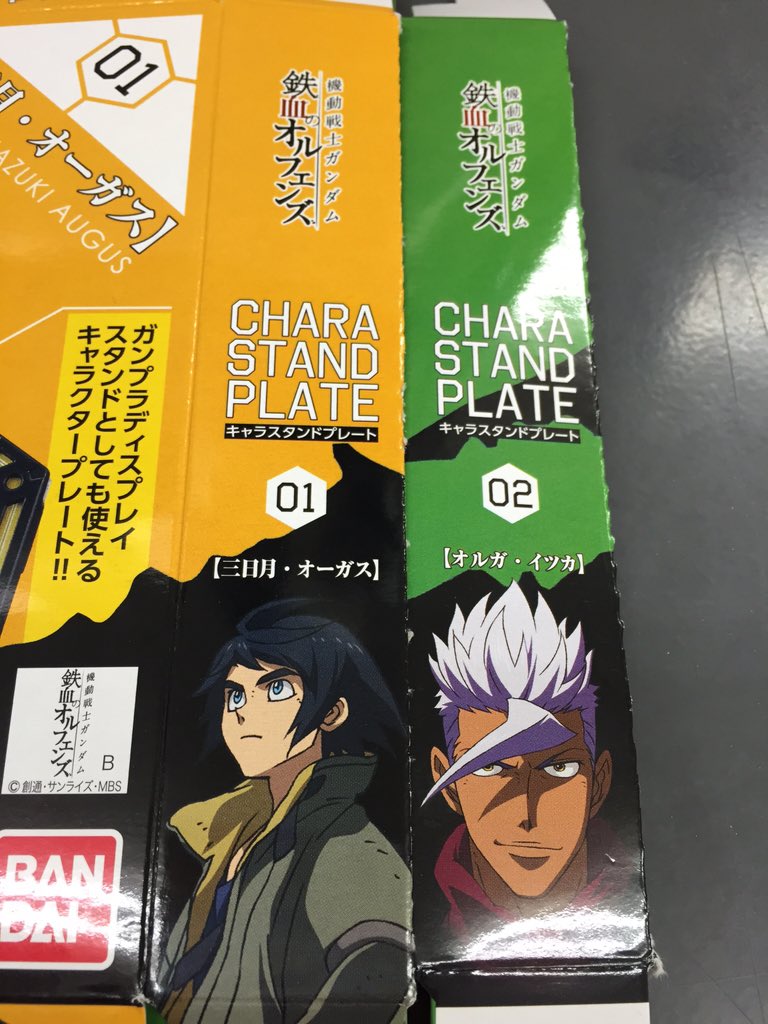 01
月・オーガス】
AZUKI AUGUS
ガンプラディスプレイ
スタンドとしても使える
キャラクタープレート!!
機動戦士ガンダム
鉄血のオルフェンズ
B
©創通・サンライズ・MBS
BAN
DAI
機動戦士ガンダム
鉄血のオルフェンズ
CHARA
STAND
PLATE
キャラスタンドプレート
01
【三日月・オーガス】
機動戦士ガンダム
鉄血のオルフェンズ
CHARA
STAND
PLATE
キャラスタンドプレート
02
【オルガ・イツカ】